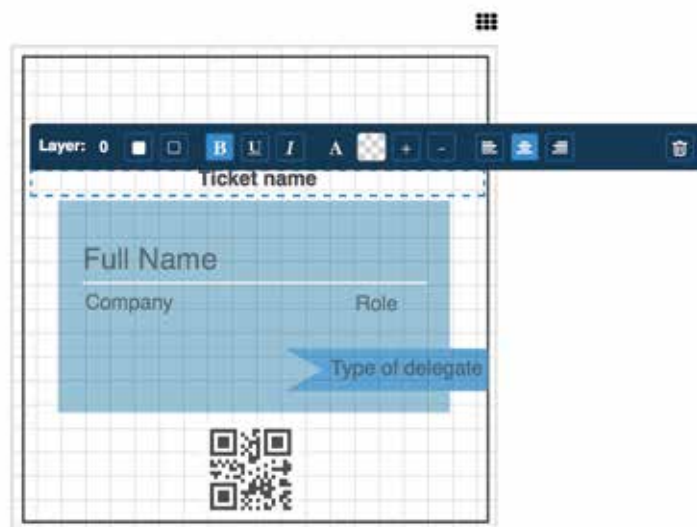 Layer: 0 B U I A + -
Ticket name
Full Name
Company Role
Type of delegate